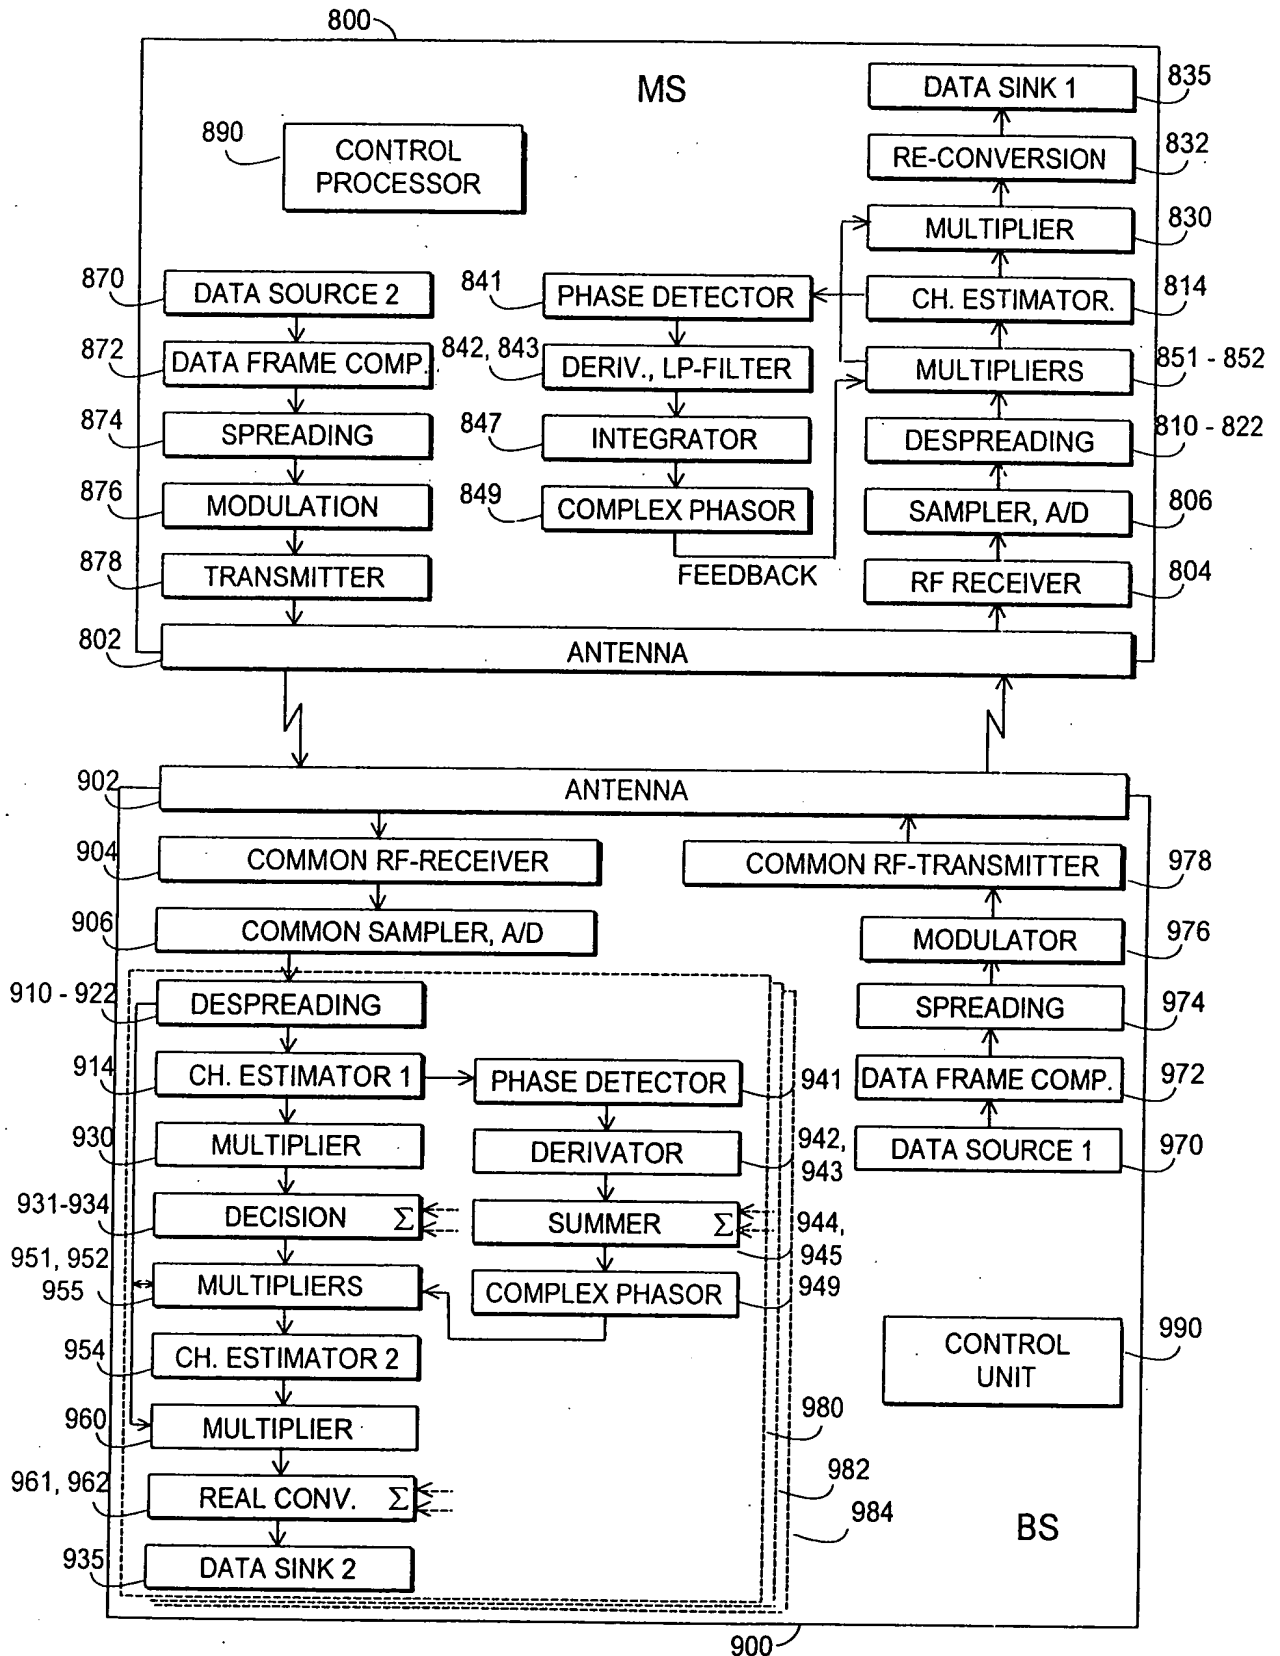 800
MS
DATA SINK 1
835
890
CONTROL
PROCESSOR
RE-CONVERSION
832
MULTIPLIER
830
870
DATA SOURCE 2
841
PHASE DETECTOR
CH. ESTIMATOR.
814
872
DATA FRAME COMP.
842, 843
DERIV., LP-FILTER
MULTIPLIERS
851 - 852
874
SPREADING
847
INTEGRATOR
DESPREADING
810 - 822
876
MODULATION
849
COMPLEX PHASOR
SAMPLER, A/D
806
878
TRANSMITTER
FEEDBACK
RF RECEIVER
804
802
ANTENNA
902
ANTENNA
904
COMMON RF-RECEIVER
COMMON RF-TRANSMITTER
978
906
COMMON SAMPLER, A/D
MODULATOR
976
910 - 922
DESPREADING
SPREADING
974
914
CH. ESTIMATOR 1
PHASE DETECTOR
941
DATA FRAME COMP.
972
930
MULTIPLIER
DERIVATOR
942,
943
DATA SOURCE 1
970
931-934
DECISION Σ
SUMMER Σ
944,
945
951, 952
955
MULTIPLIERS
COMPLEX PHASOR
949
954
CH. ESTIMATOR 2
CONTROL
UNIT
990
960
MULTIPLIER
980
961, 962
REAL CONV. Σ
982
984
BS
935
DATA SINK 2
900